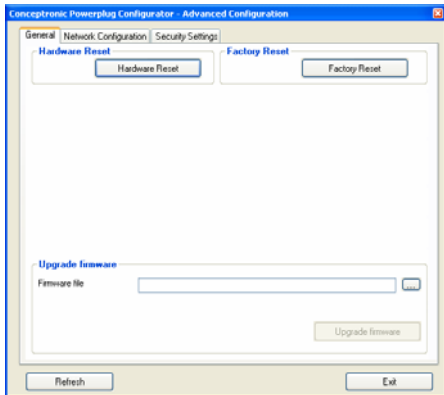 Conceptronic Powerplug Configurator - Advanced Configuration
General Network Configuration Security Settings
Hardware Reset Factory Reset
Hardware Reset Factory Reset
Upgrade firmware
Firmware file ...
Upgrade firmware
Refresh Exit